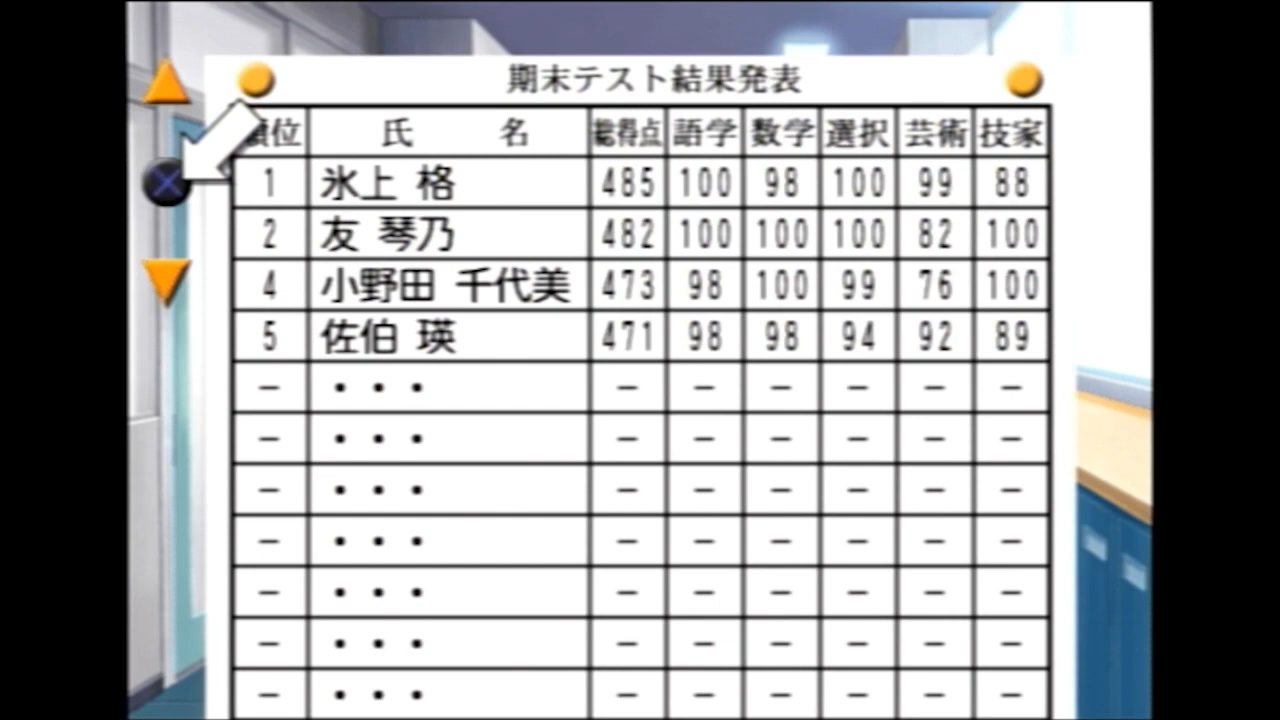 期末テスト結果発表
順位 氏 名 総得点 語学 数学 選択 芸術 技家
1 氷上 格 485 100 98 100 99 88
2 友 琴乃 482 100 100 100 82 100
4 小野田 千代美 473 98 100 99 76 100
5 佐伯 瑛 471 98 98 94 92 89
– ・・・ – – – – – –
– ・・・ – – – – – –
– ・・・ – – – – – –
– ・・・ – – – – – –
– ・・・ – – – – – –
– ・・・ – – – – – –
– ・・・ – – – – – –